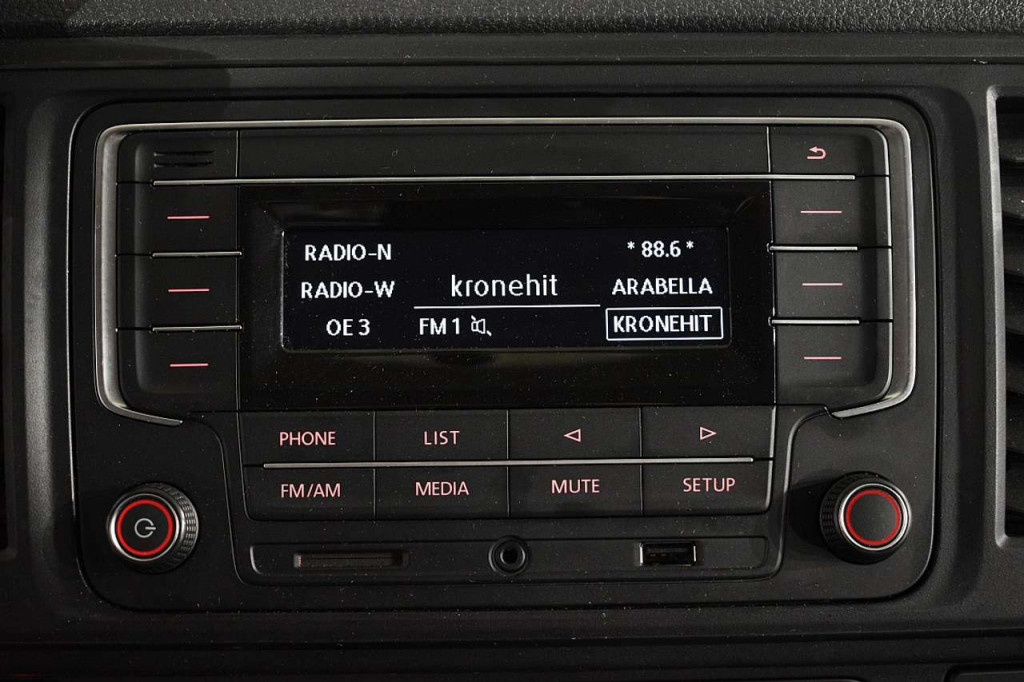 RADIO-N * 88.6 *
RADIO-W kronehit ARABELLA
OE 3 FM 1 KRONEHIT
PHONE LIST
FM/AM MEDIA MUTE SETUP